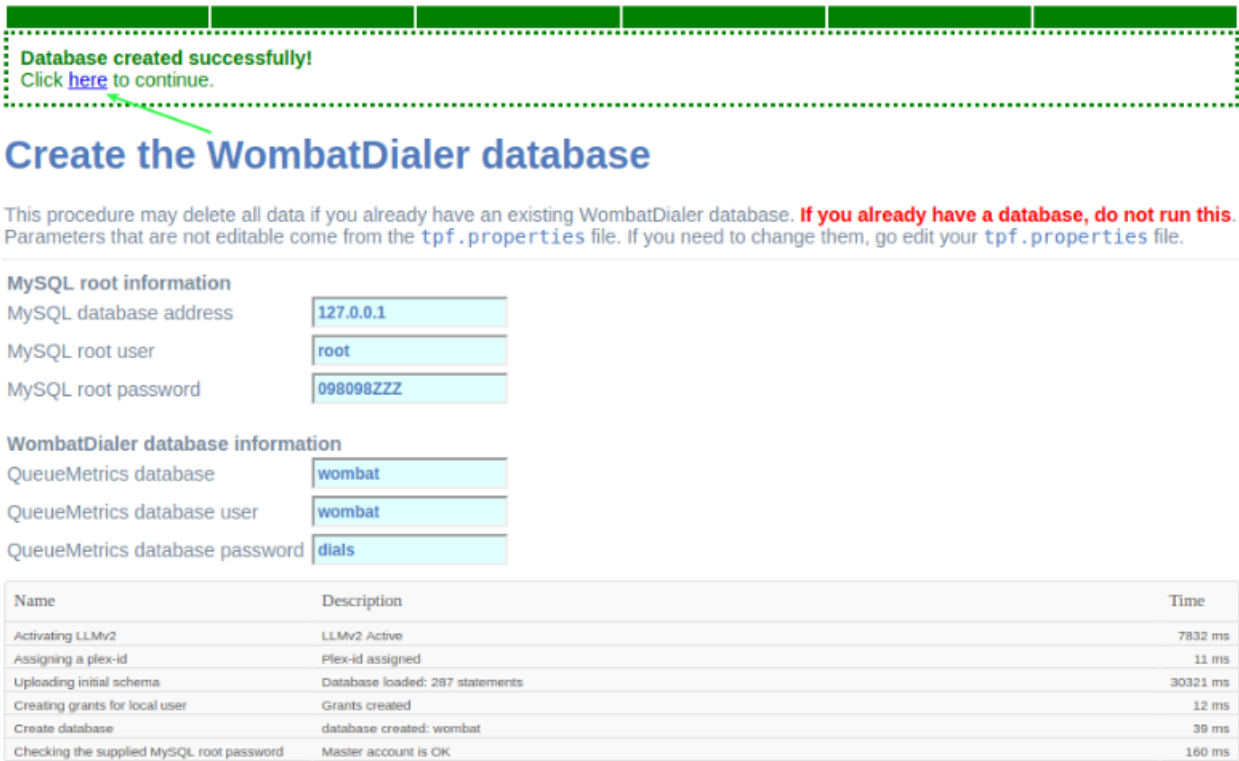 Database created successfully!
Click here to continue.
Create the WombatDialer database
This procedure may delete all data if you already have an existing WombatDialer database. If you already have a database, do not run this.
Parameters that are not editable come from the tpf.properties file. If you need to change them, go edit your tpf.properties file.
MySQL root information
MySQL database address 127.0.0.1
MySQL root user root
MySQL root password 098098ZZZ
WombatDialer database information
QueueMetrics database wombat
QueueMetrics database user wombat
QueueMetrics database password dials
Name Description Time
Activating LLMv2 LLMv2 Active 7832 ms
Assigning a plex-id Plex-id assigned 11 ms
Uploading initial schema Database loaded: 287 statements 30321 ms
Creating grants for local user Grants created 12 ms
Create database database created: wombat 39 ms
Checking the supplied MySQL root password Master account is OK 160 ms